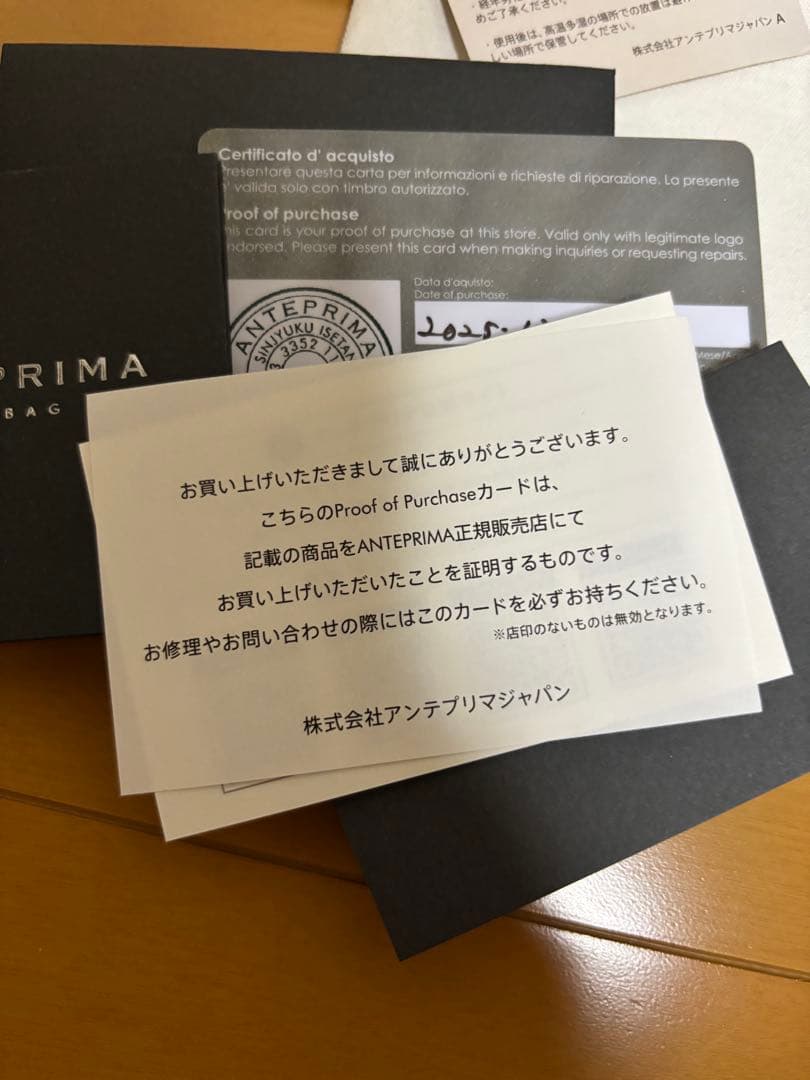 めご了承ください。
・使用後は、高温多湿の場所での放置は避け
しい場所で保管してください。
株式会社アンテプリマジャパン A
Certificato d' acquisto
Presentare questa carta per informazioni e richieste di riparazione. La presente
e' valida solo con timbro autorizzato.
Proof of purchase
This card is your proof of purchase at this store. Valid only with legitimate logo
endorsed. Please present this card when making inquiries or requesting repairs.
Data d'aquisto:
Date of purchase:
2025.
ANTEPRIMA
SINJYUKU ISETAN
3 3352 11
PRIMA
BAG
お買い上げいただきまして誠にありがとうございます。
こちらのProof of Purchaseカードは、
記載の商品をANTEPRIMA正規販売店にて
お買い上げいただいたことを証明するものです。
お修理やお問い合わせの際にはこのカードを必ずお持ちください。
※店印のないものは無効となります。
株式会社アンテプリマジャパン